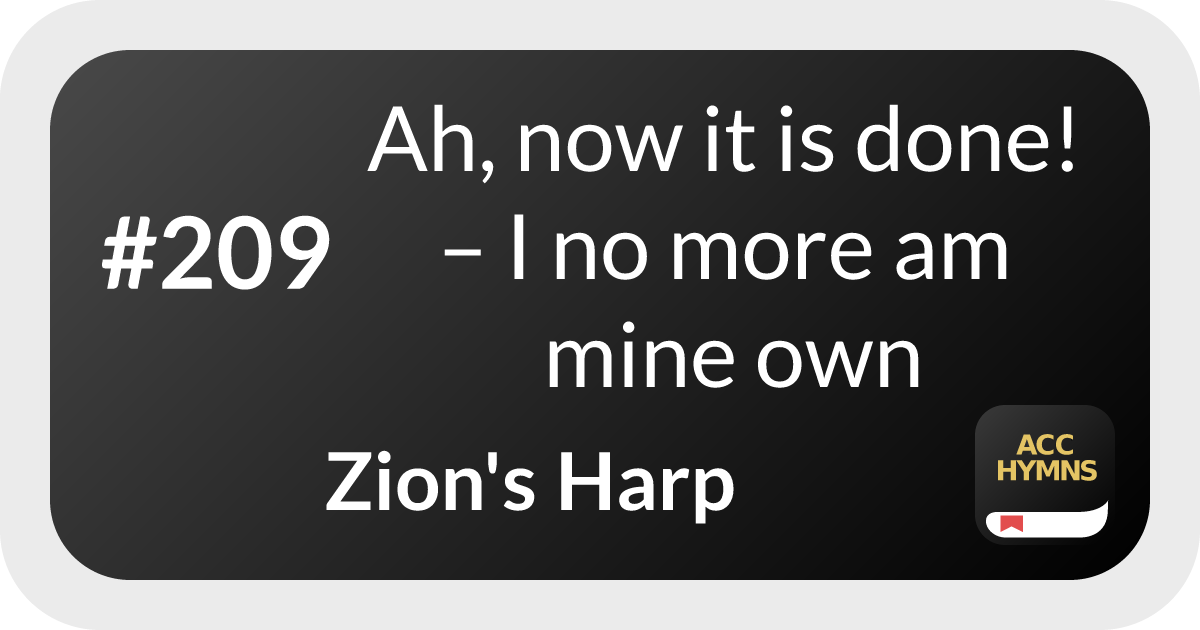 Ah, now it is done!
#209 – I no more am
mine own
Zion's Harp
ACC
HYMNS